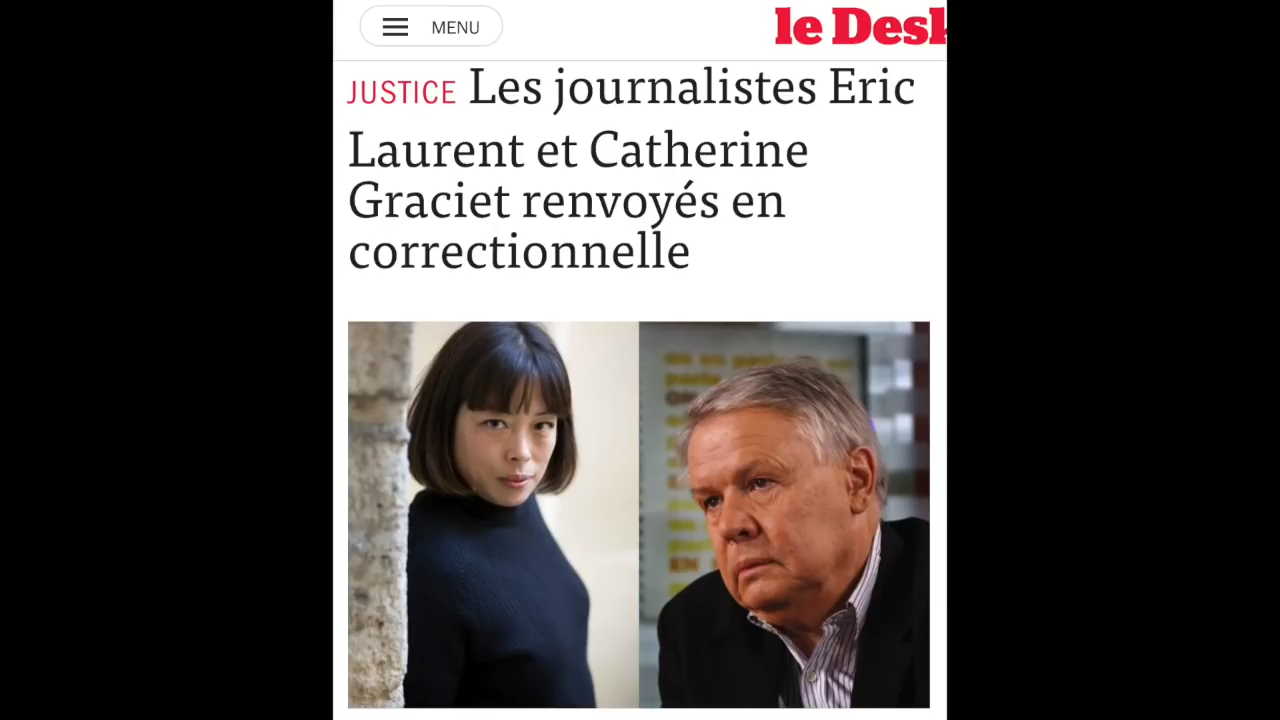 MENU
le Desk
JUSTICE Les journalistes Eric
Laurent et Catherine
Graciet renvoyés en
correctionnelle